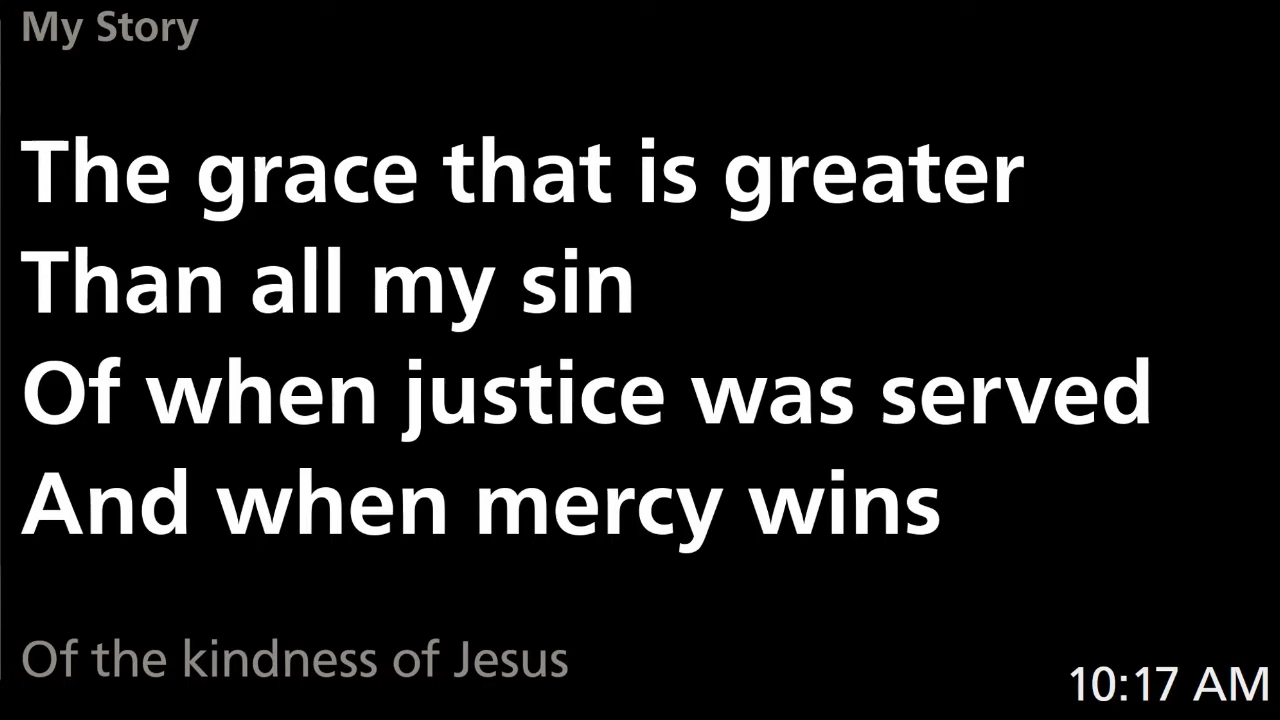 My Story
The grace that is greater
Than all my sin
Of when justice was served
And when mercy wins
Of the kindness of Jesus
10:17 AM